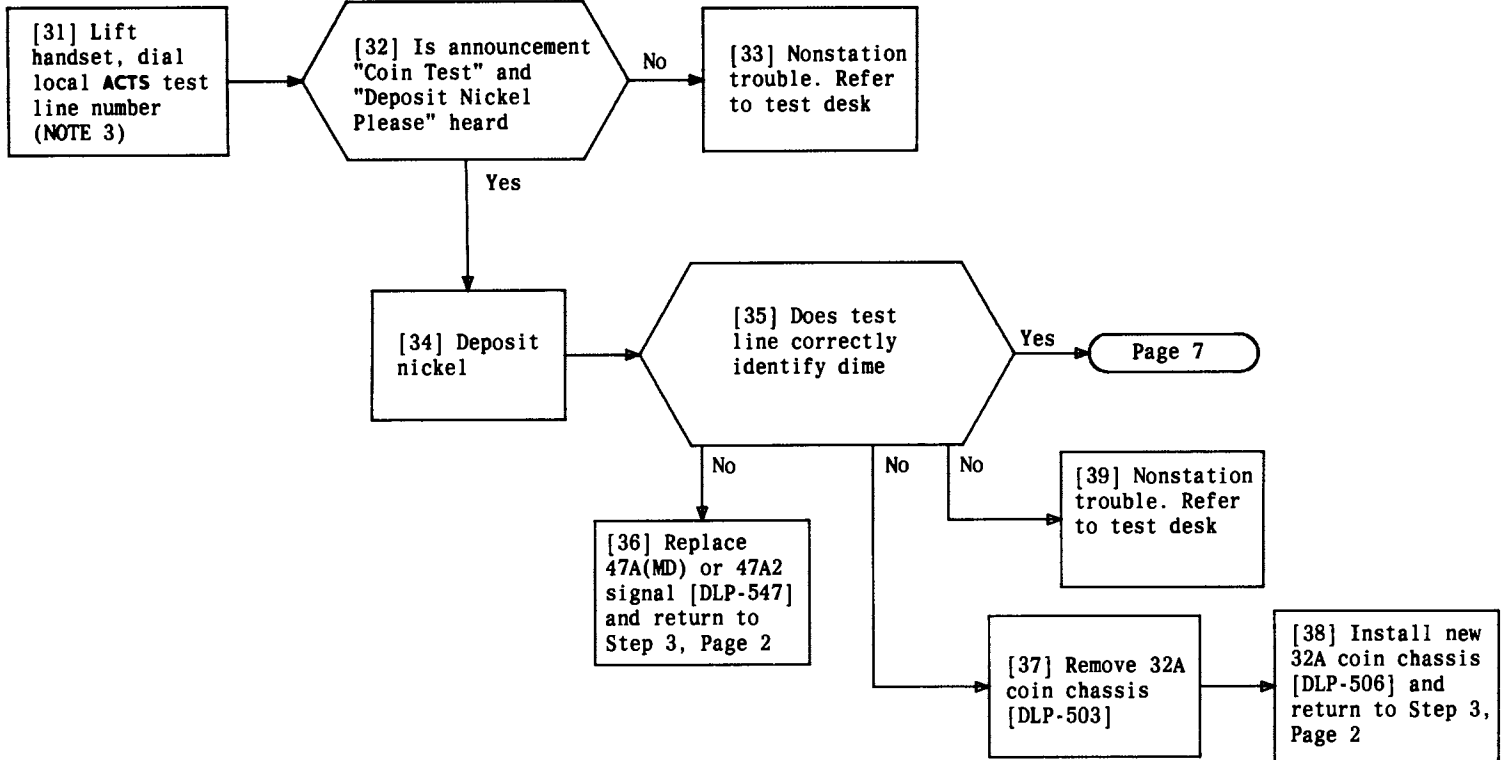 [31] Lift
handset, dial
local ACTS test
line number
(NOTE 3)
[32] Is announcement
"Coin Test" and
"Deposit Nickel
Please" heard
No
[33] Nonstation
trouble. Refer
to test desk
Yes
[34] Deposit
nickel
[35] Does test
line correctly
identify dime
Yes
Page 7
No
No
No
[36] Replace
47A(MD) or 47A2
signal [DLP-547]
and return to
Step 3, Page 2
[39] Nonstation
trouble. Refer
to test desk
[37] Remove 32A
coin chassis
[DLP-503]
[38] Install new
32A coin chassis
[DLP-506] and
return to Step 3,
Page 2